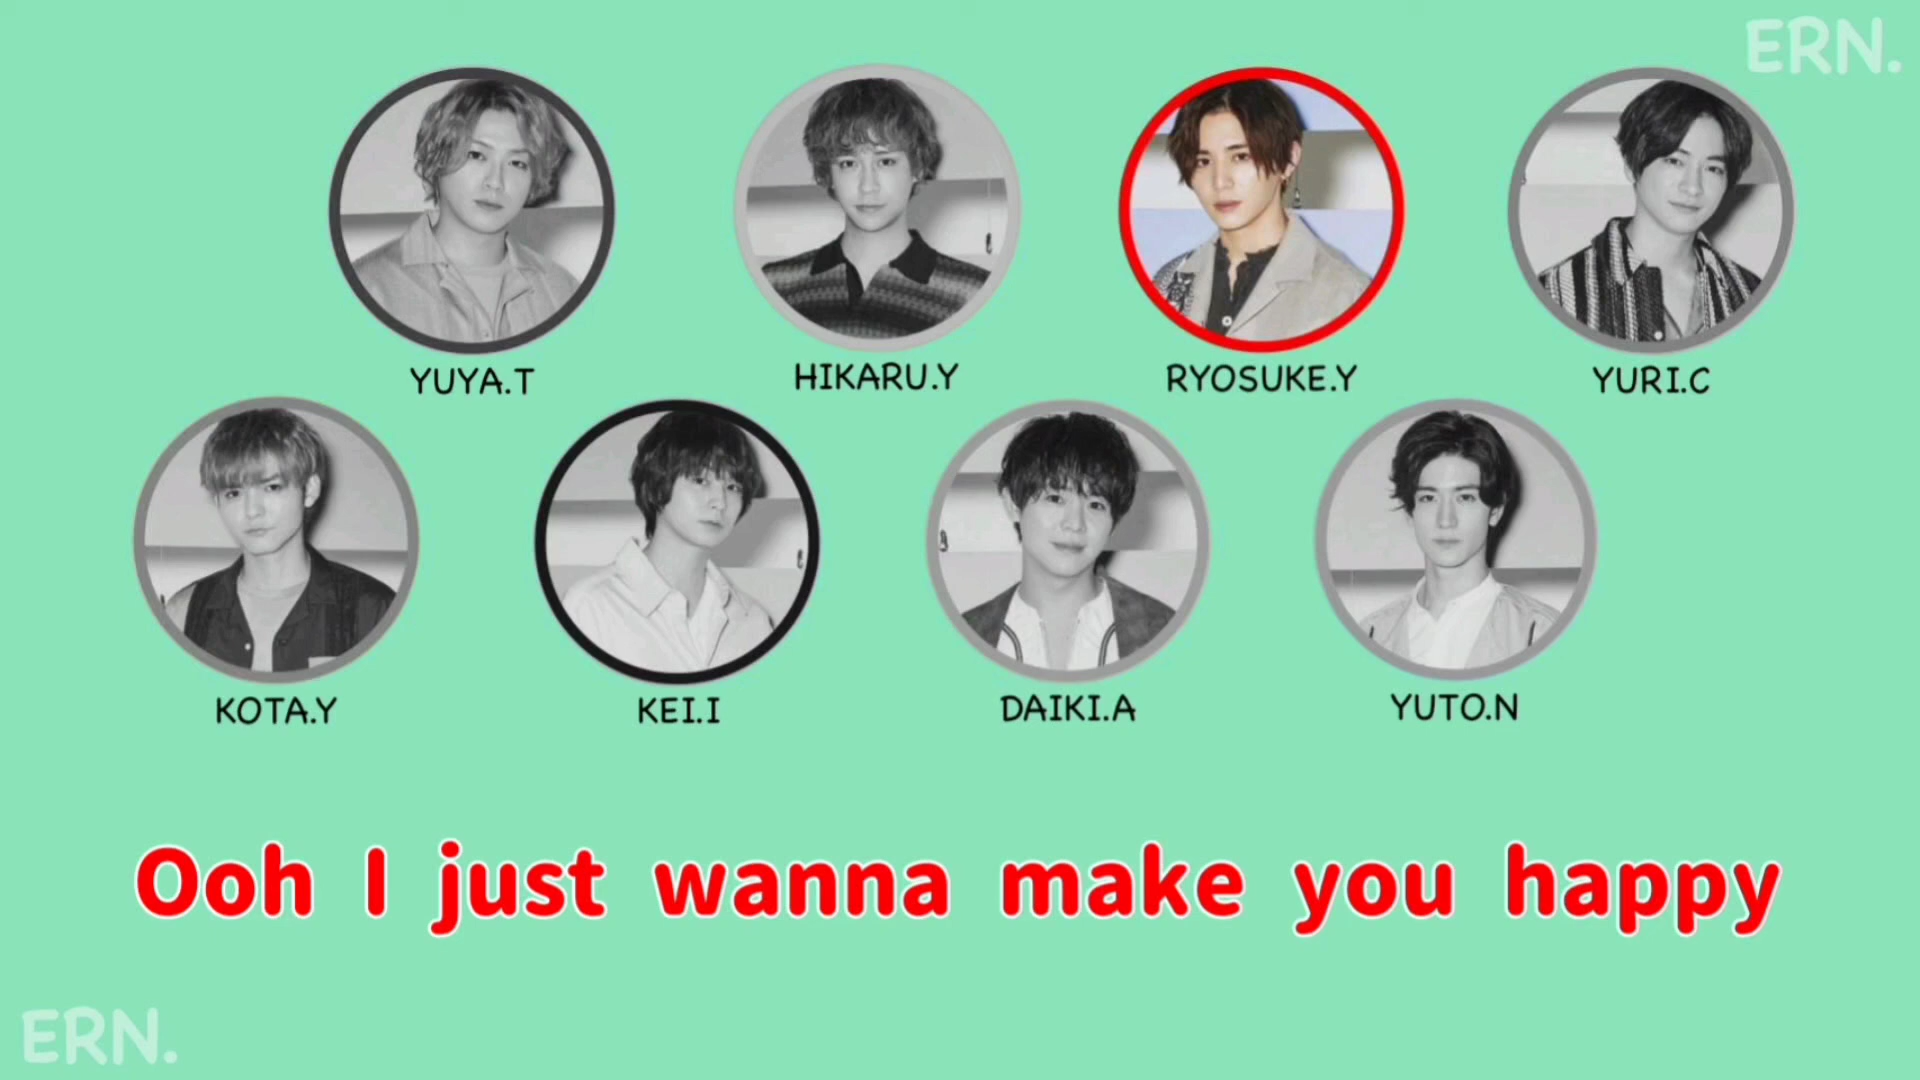 ERN.
YUYA.T
HIKARU.Y
RYOSUKE.Y
YURI.C
KOTA.Y
KEI.I
DAIKI.A
YUTO.N
Ooh I just wanna make you happy
ERN.